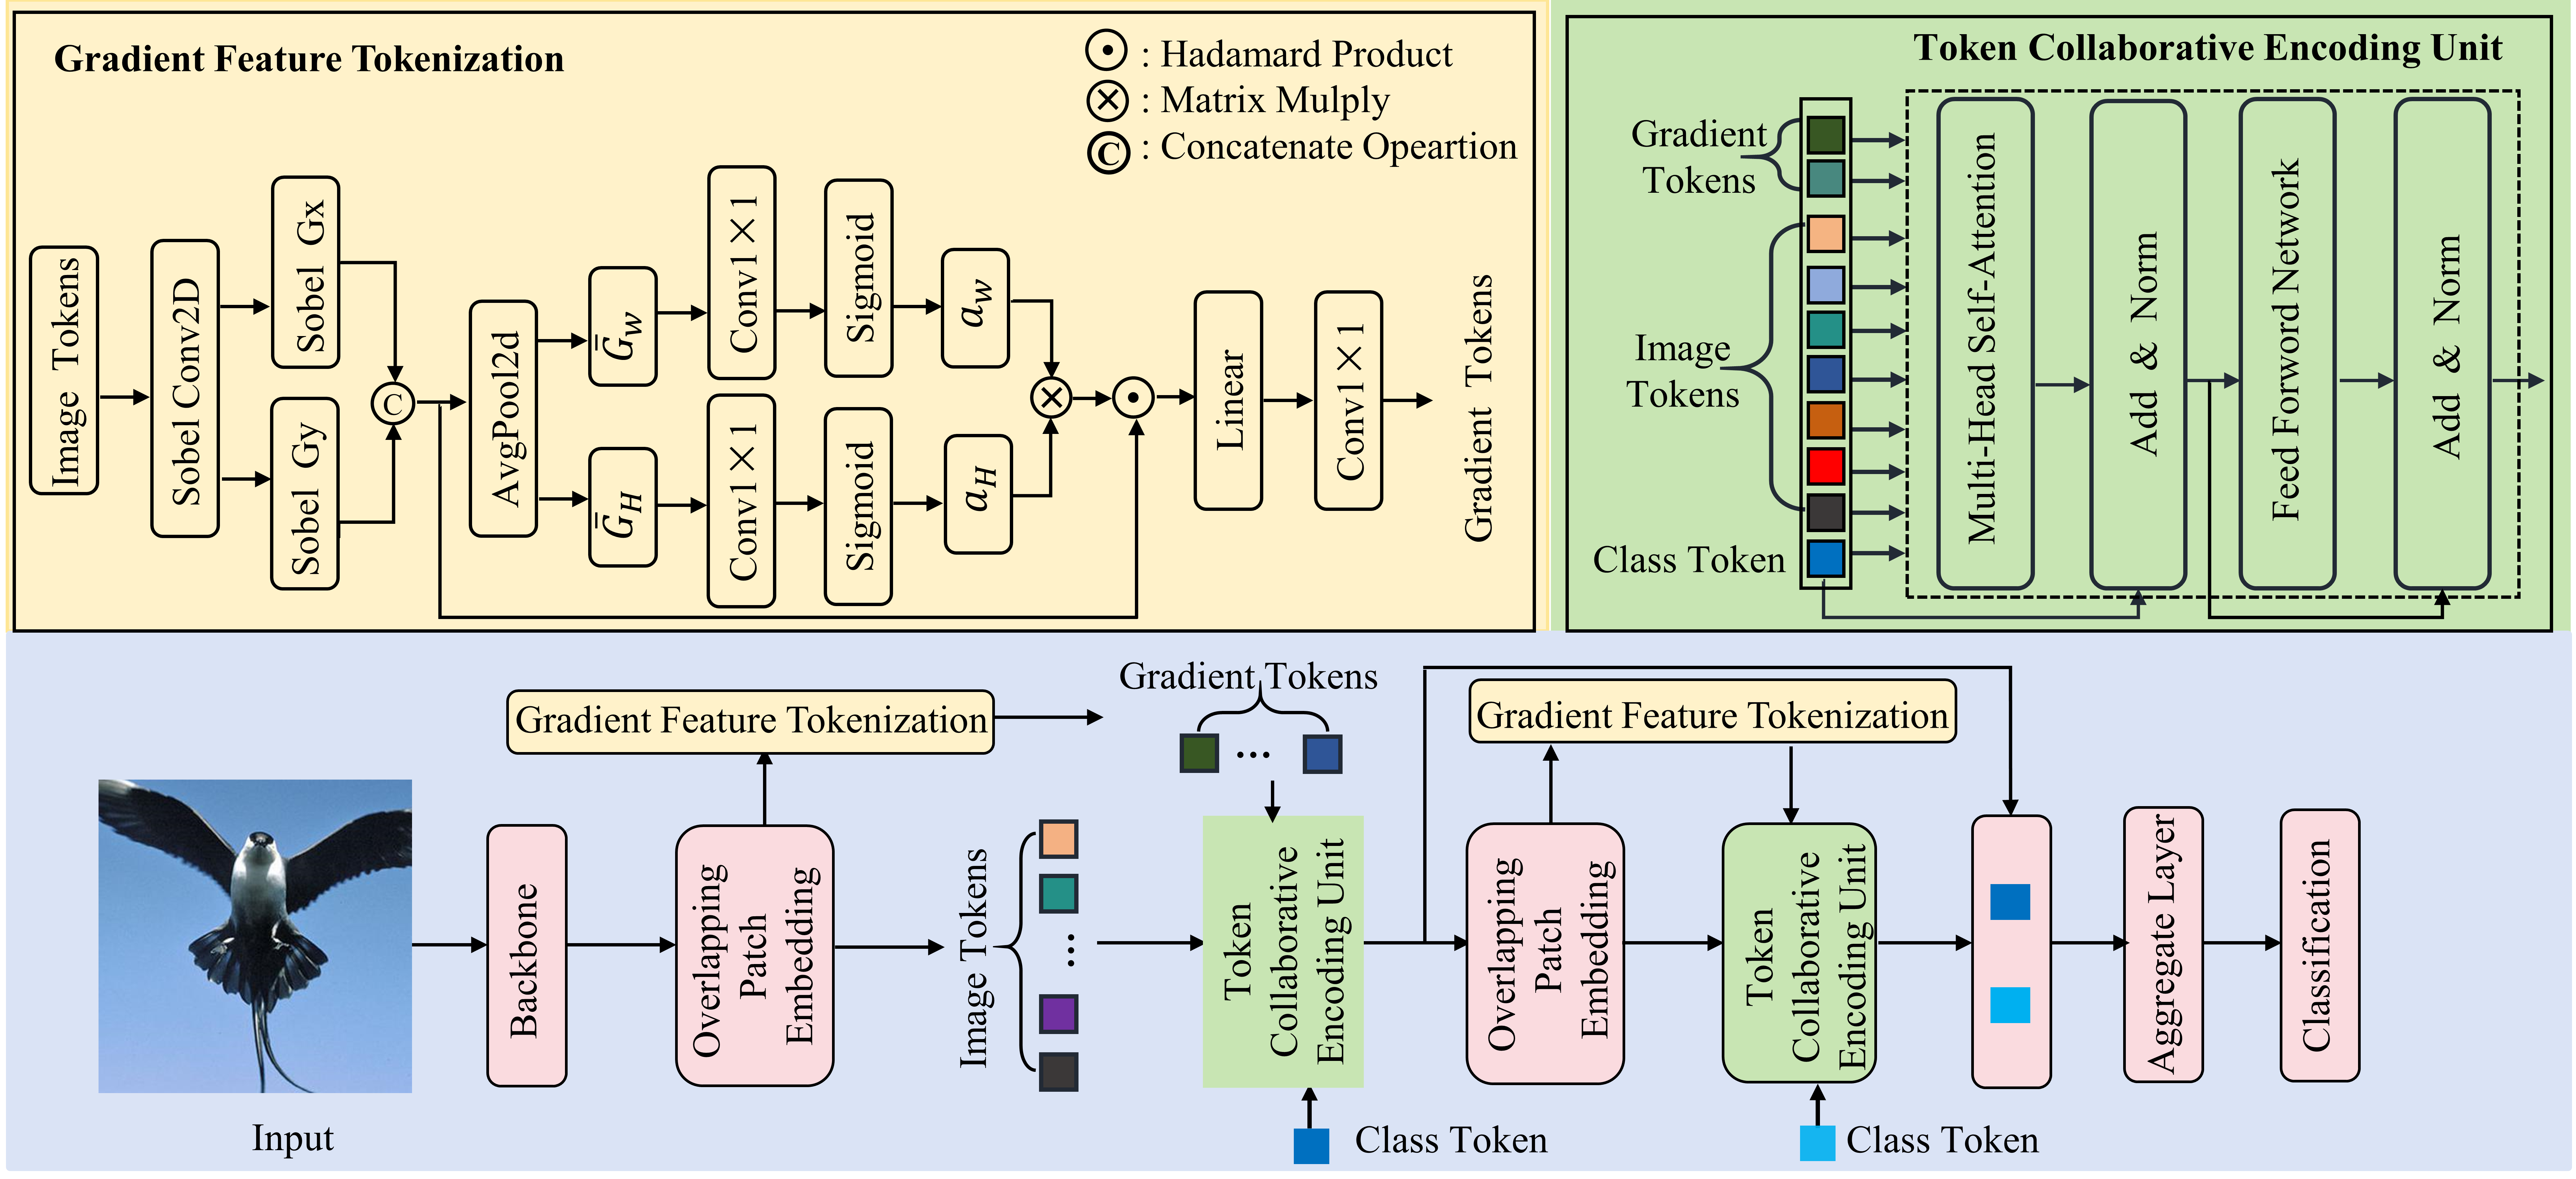 Gradient Feature Tokenization
⊙ : Hadamard Product
⊗ : Matrix Mulply
© : Concatenate Opeartion
Image Tokens
Sobel Conv2D
Sobel Gx
Sobel Gy
C
AvgPool2d
Ḡ_W
Ḡ_H
Conv1×1
Conv1×1
Sigmoid
Sigmoid
a_W
a_H
Linear
Conv1×1
Gradient Tokens
Token Collaborative Encoding Unit
Gradient
Tokens
Image
Tokens
Class Token
Multi-Head Self-Attention
Add & Norm
Feed Forword Network
Add & Norm
Input
Backbone
Overlapping
Patch
Embedding
Gradient Feature Tokenization
Image Tokens
...
Gradient Tokens
...
Token
Collaborative
Encoding Unit
Class Token
Overlapping
Patch
Embedding
Gradient Feature Tokenization
Token
Collaborative
Encoding Unit
Class Token
Aggregate Layer
Classification